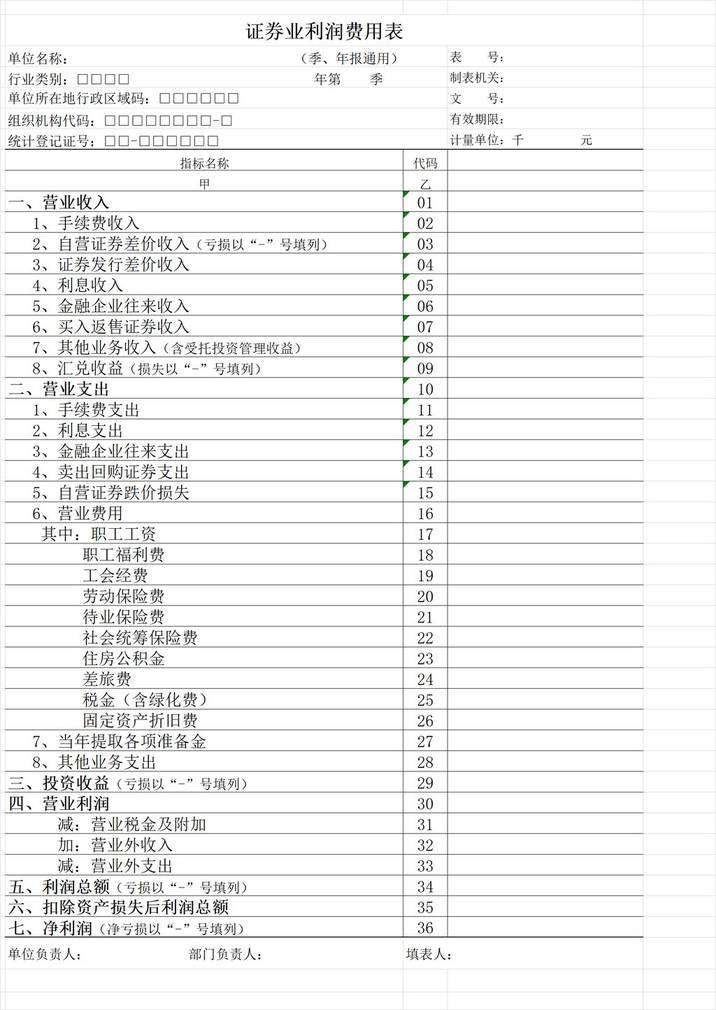 证券业利润费用表
单位名称： （季、年报通用） 表　　号：
行业类别：□□□□ 年第　　季 制表机关：
单位所在地行政区域码：□□□□□□ 文　　号：
组织机构代码：□□□□□□□□-□ 有效期限：
统计登记证号：□□-□□□□□□ 计量单位：千　　　　元
指标名称 代码
甲 乙
一、营业收入 01
1、手续费收入 02
2、自营证券差价收入（亏损以“-”号填列） 03
3、证券发行差价收入 04
4、利息收入 05
5、金融企业往来收入 06
6、买入返售证券收入 07
7、其他业务收入（含受托投资管理收益） 08
8、汇兑收益（损失以“-”号填列） 09
二、营业支出 10
1、手续费支出 11
2、利息支出 12
3、金融企业往来支出 13
4、卖出回购证券支出 14
5、自营证券跌价损失 15
6、营业费用 16
其中：职工工资 17
职工福利费 18
工会经费 19
劳动保险费 20
待业保险费 21
社会统筹保险费 22
住房公积金 23
差旅费 24
税金（含绿化费） 25
固定资产折旧费 26
7、当年提取各项准备金 27
8、其他业务支出 28
三、投资收益（亏损以“-”号填列） 29
四、营业利润 30
减：营业税金及附加 31
加：营业外收入 32
减：营业外支出 33
五、利润总额（亏损以“-”号填列） 34
六、扣除资产损失后利润总额 35
七、净利润（净亏损以“-”号填列） 36
单位负责人： 部门负责人： 填表人：